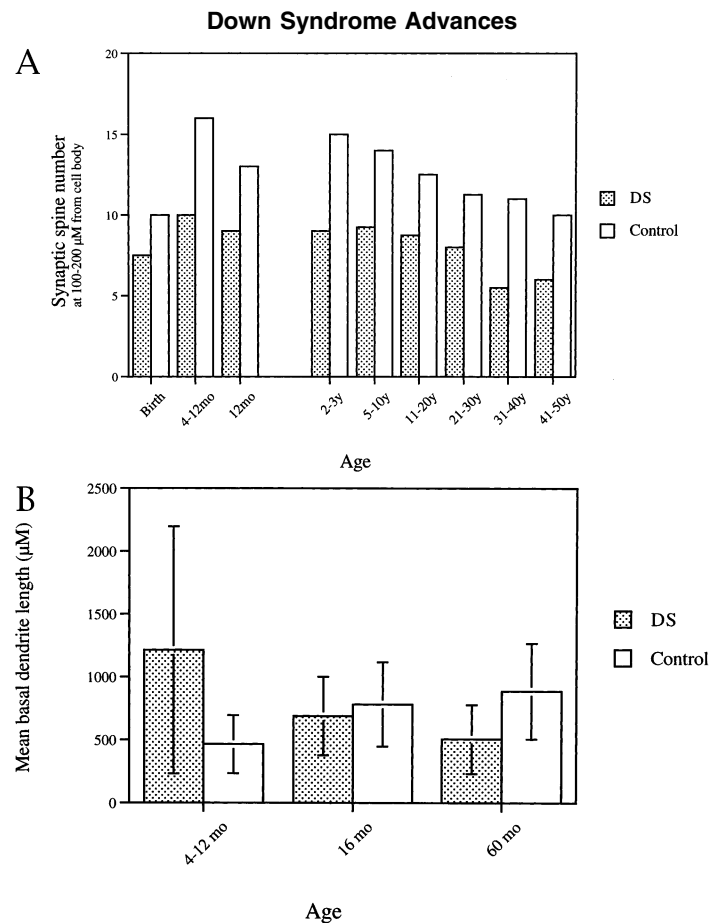 Down Syndrome Advances
A
Synaptic spine number
at 100-200 µM from cell body
20
15
10
5
0
Birth
4-12mo
12mo
2-3y
5-10y
11-20y
21-30y
31-40y
41-50y
Age
DS
Control
B
Mean basal dendrite length (µM)
2500
2000
1500
1000
500
0
4-12 mo
16 mo
60 mo
Age
DS
Control